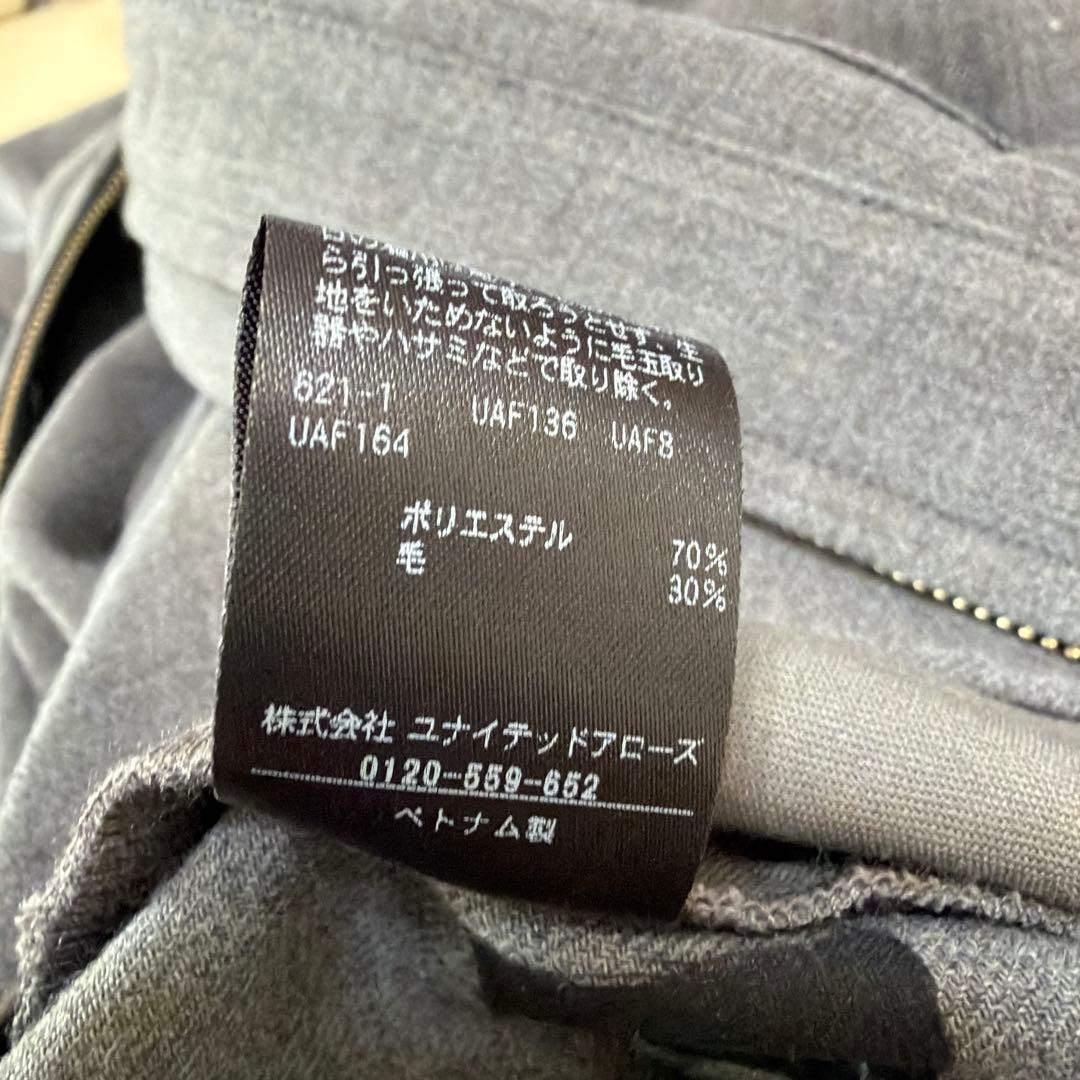 ら引っ張って取ろうとせず、生
地をいためないように毛玉取り
器やハサミなどで取り除く。
621-1 UAF136 UAF8
UAF164
ポリエステル 70%
毛 30%
株式会社 ユナイテッドアローズ
0120-559-652
ベトナム製